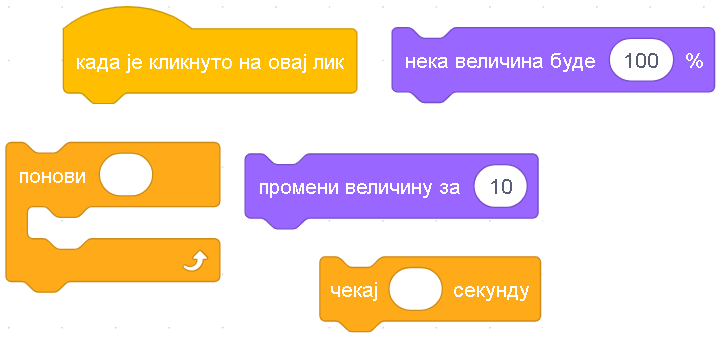 када је кликнуто на овај лик
нека величина буде 100 %
понови
промени величину за 10
чекај секунду